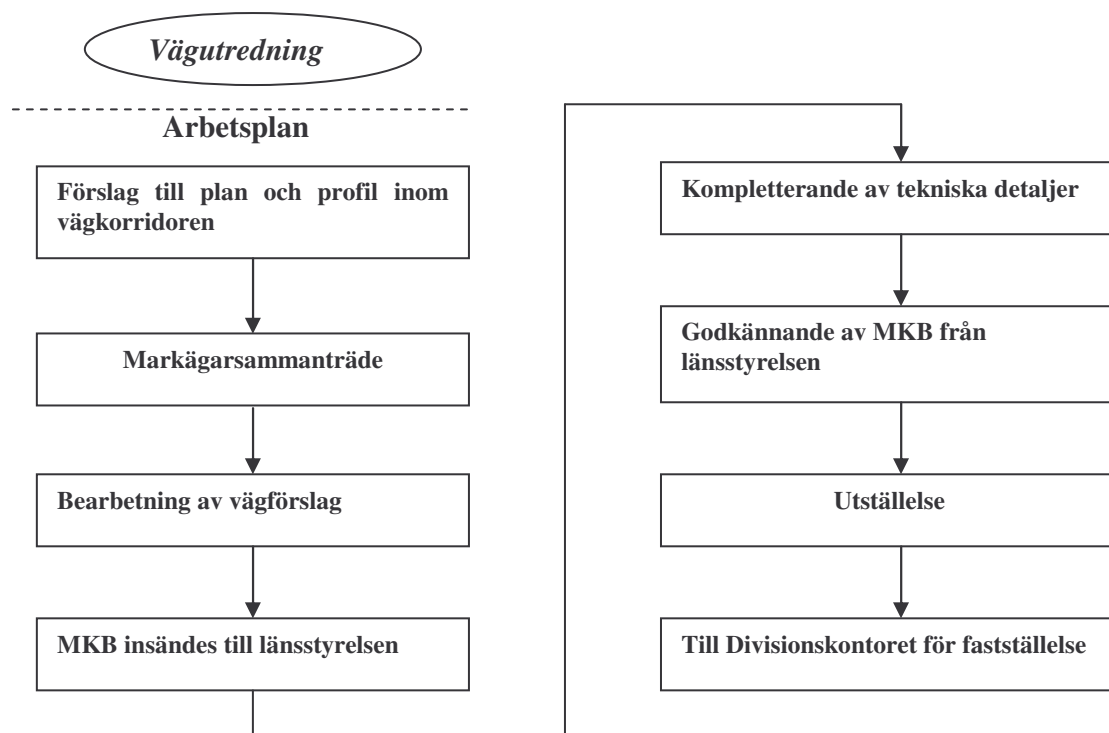 Vägutredning
Arbetsplan
Förslag till plan och profil inom
vägkorridoren
Markägarsammanträde
Bearbetning av vägförslag
MKB insändes till länsstyrelsen
Kompletterande av tekniska detaljer
Godkännande av MKB från
länsstyrelsen
Utställelse
Till Divisionskontoret för fastställelse